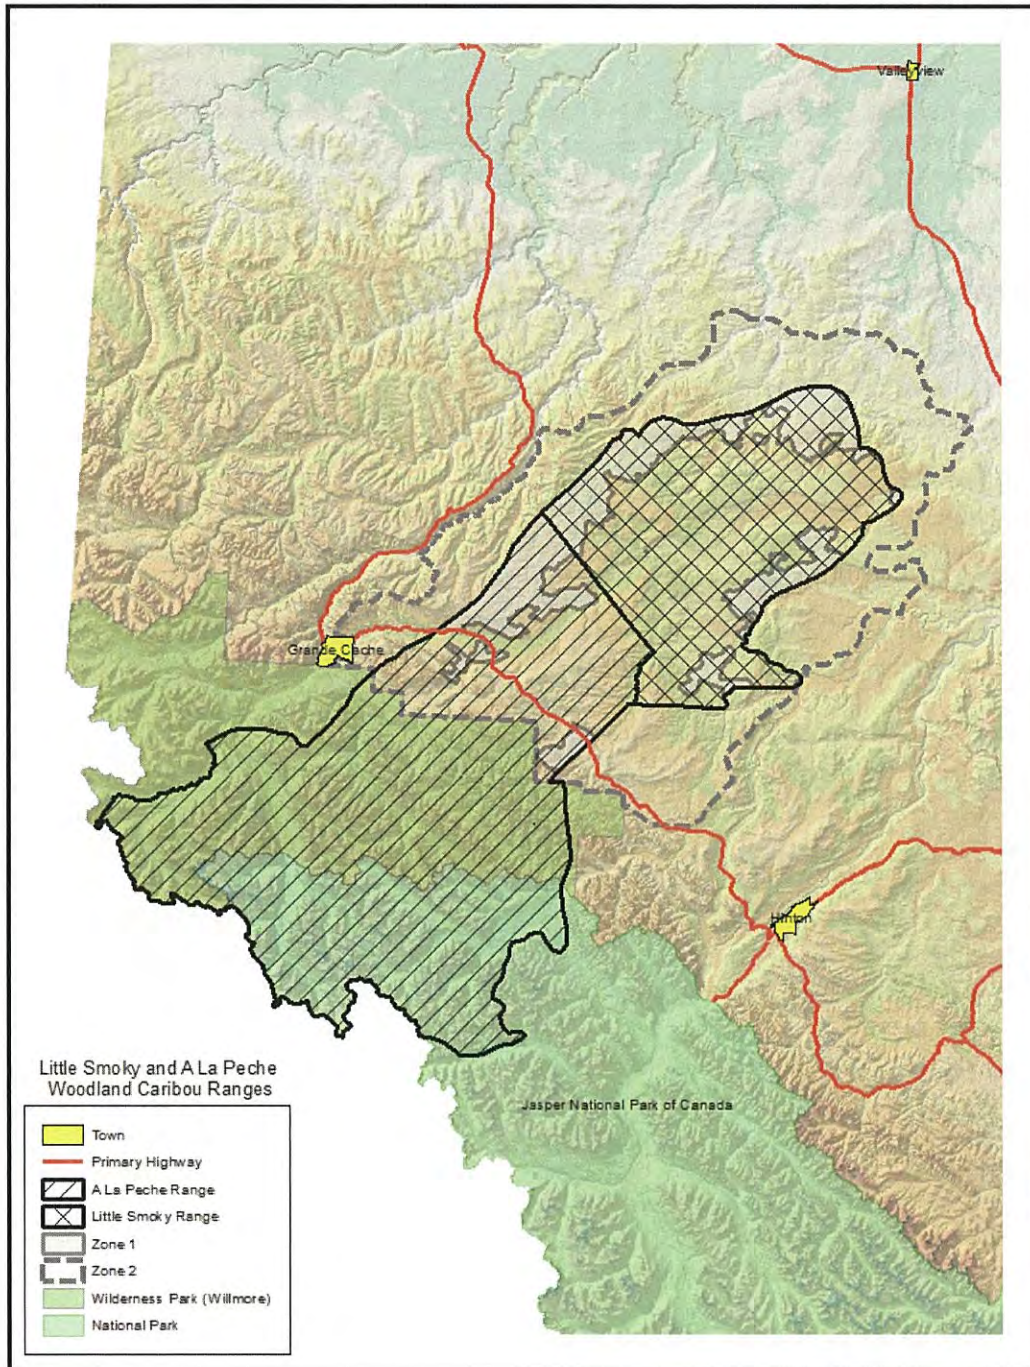 Valleyview
Grande Cache
Hinton
Jasper National Park of Canada
Little Smoky and A La Peche
Woodland Caribou Ranges
Town
Primary Highway
A La Peche Range
Little Smoky Range
Zone 1
Zone 2
Wilderness Park (Willmore)
National Park